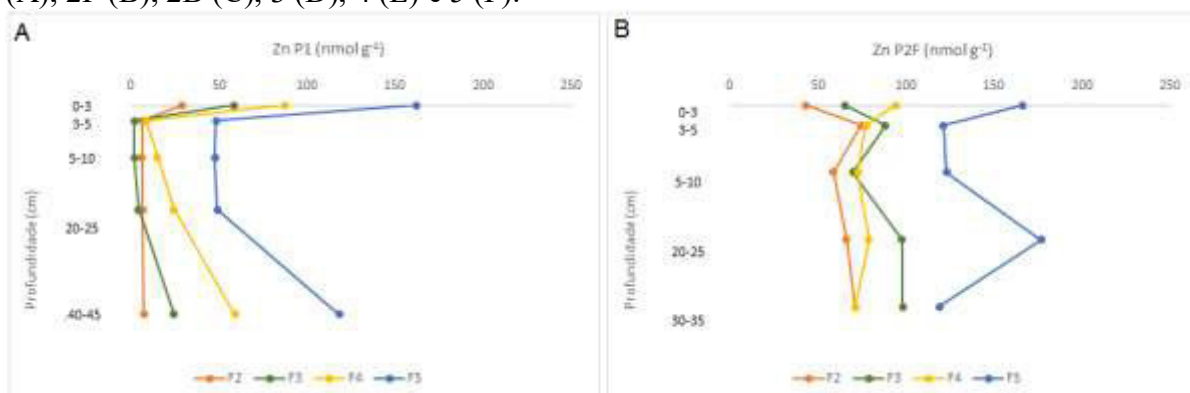 (A), 2F (B), 2B (C), 3 (D), 4 (E) e 5 (F).
A
Zn P1 (nmol g-1)
0 50 100 150 200 250
0-3
3-5
5-10
20-25
40-45
Profundidade (cm)
F2 F3 F4 F5
B
Zn P2F (nmol g-1)
0 50 100 150 200 250
0-3
3-5
5-10
20-25
30-35
Profundidade (cm)
F2 F3 F4 F5